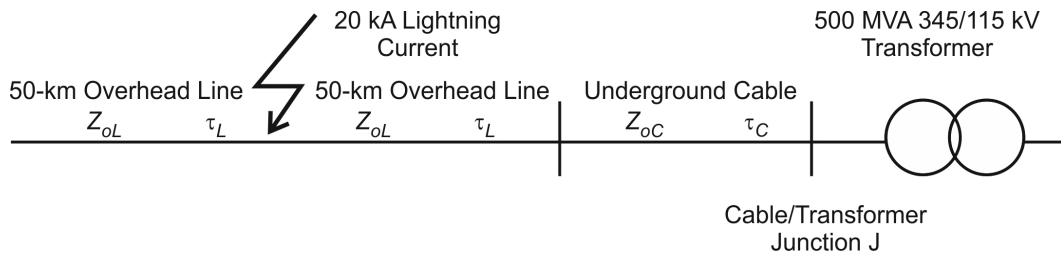 20 kA Lightning
Current
500 MVA 345/115 kV
Transformer
50-km Overhead Line
50-km Overhead Line
Underground Cable
ZoL τL
ZoL τL
ZoC τC
Cable/Transformer
Junction J